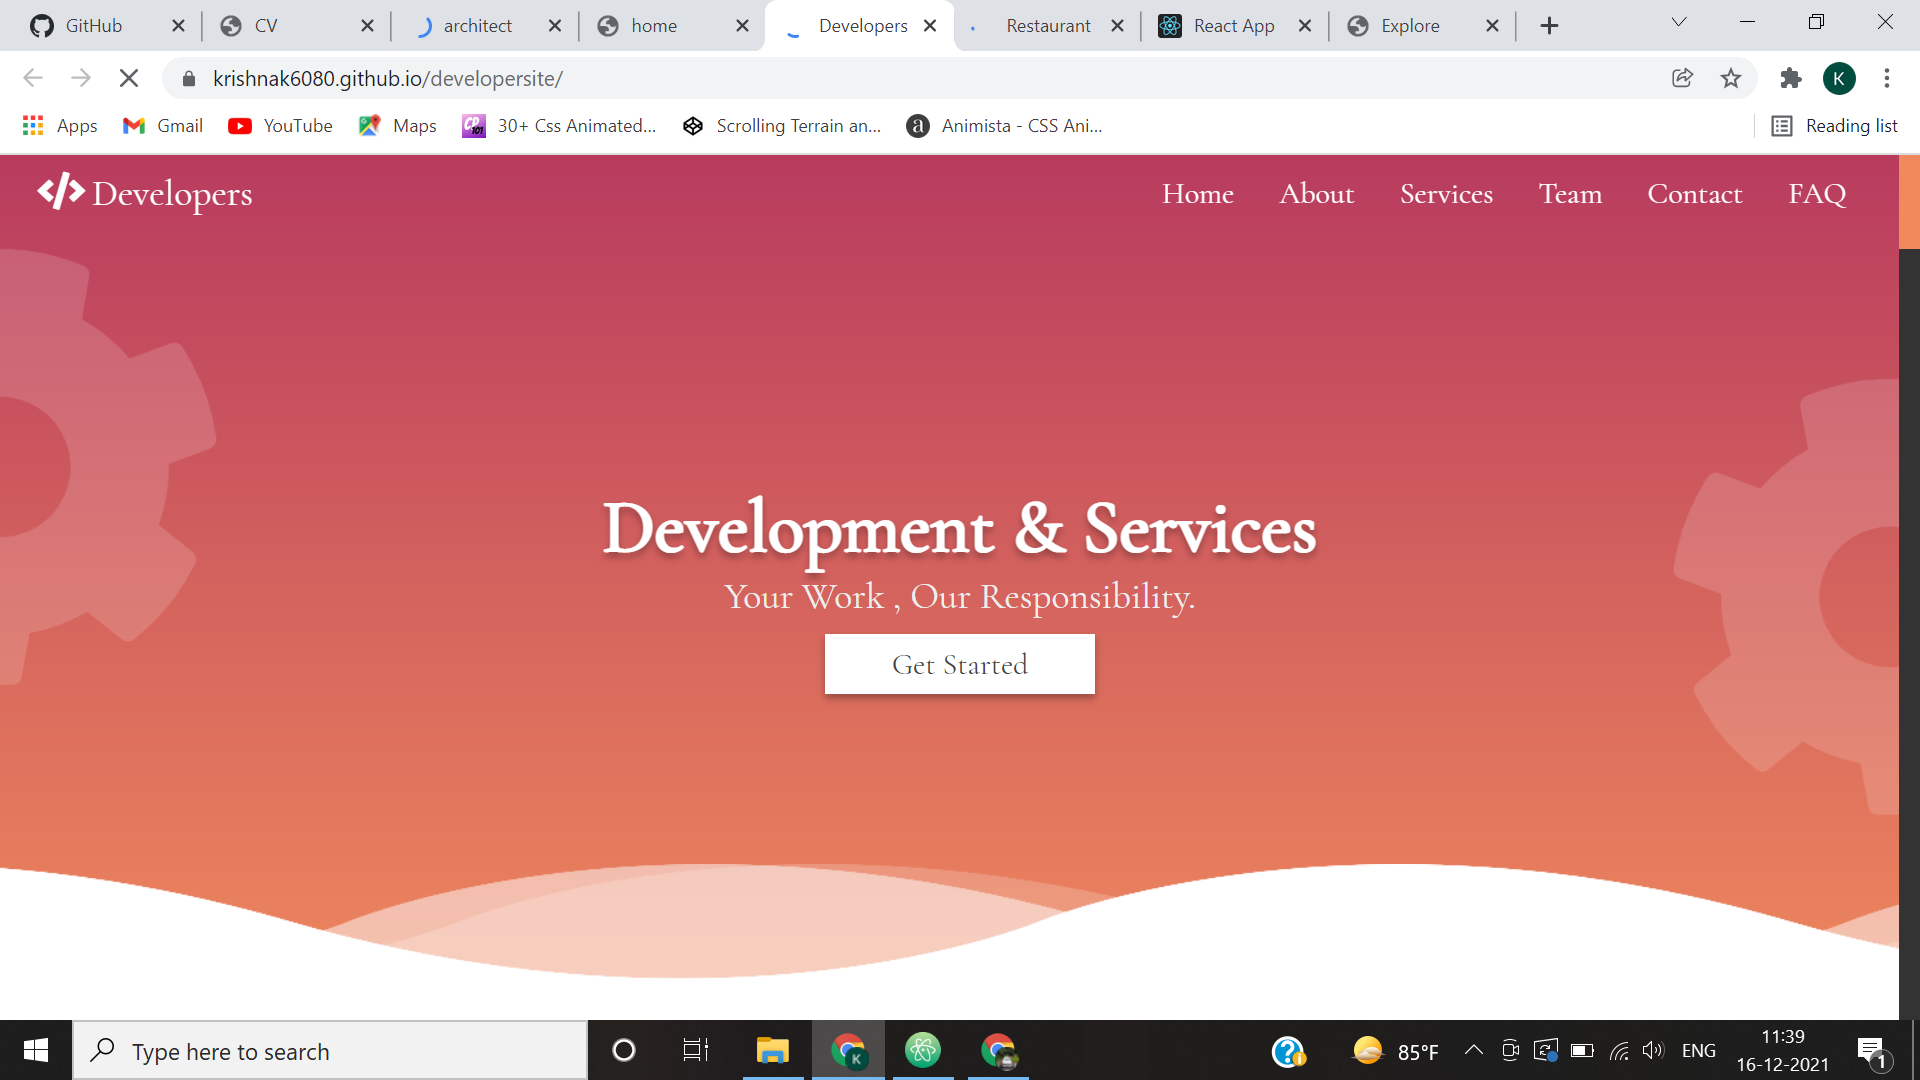 GitHub CV architect home Developers Restaurant React App Explore
krishnak6080.github.io/developersite/ K
Apps Gmail YouTube Maps 30+ Css Animated... Scrolling Terrain an... Animista - CSS Ani... Reading list
</> Developers Home About Services Team Contact FAQ
Development & Services
Your Work , Our Responsibility.
Get Started
Type here to search 85°F ENG 11:39
16-12-2021 1